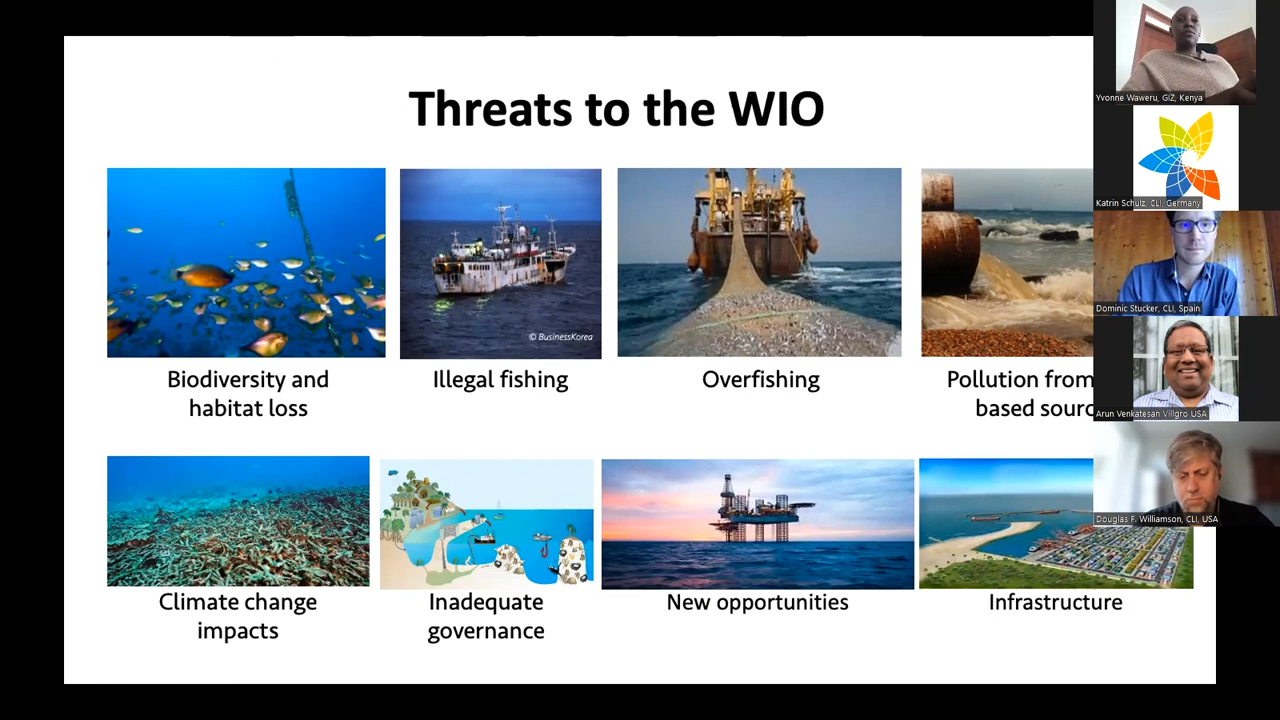 Threats to the WIO
© BusinessKorea
Biodiversity and
habitat loss
Illegal fishing
Overfishing
Pollution from
based sourc
Climate change
impacts
Inadequate
governance
New opportunities
Infrastructure
Yvonne Waweru, GIZ, Kenya
Katrin Schulz, CLI, Germany
Dominic Stucker, CLI, Spain
Arun Venkatesan Villgro USA
Douglas F. Williamson, CLI, USA